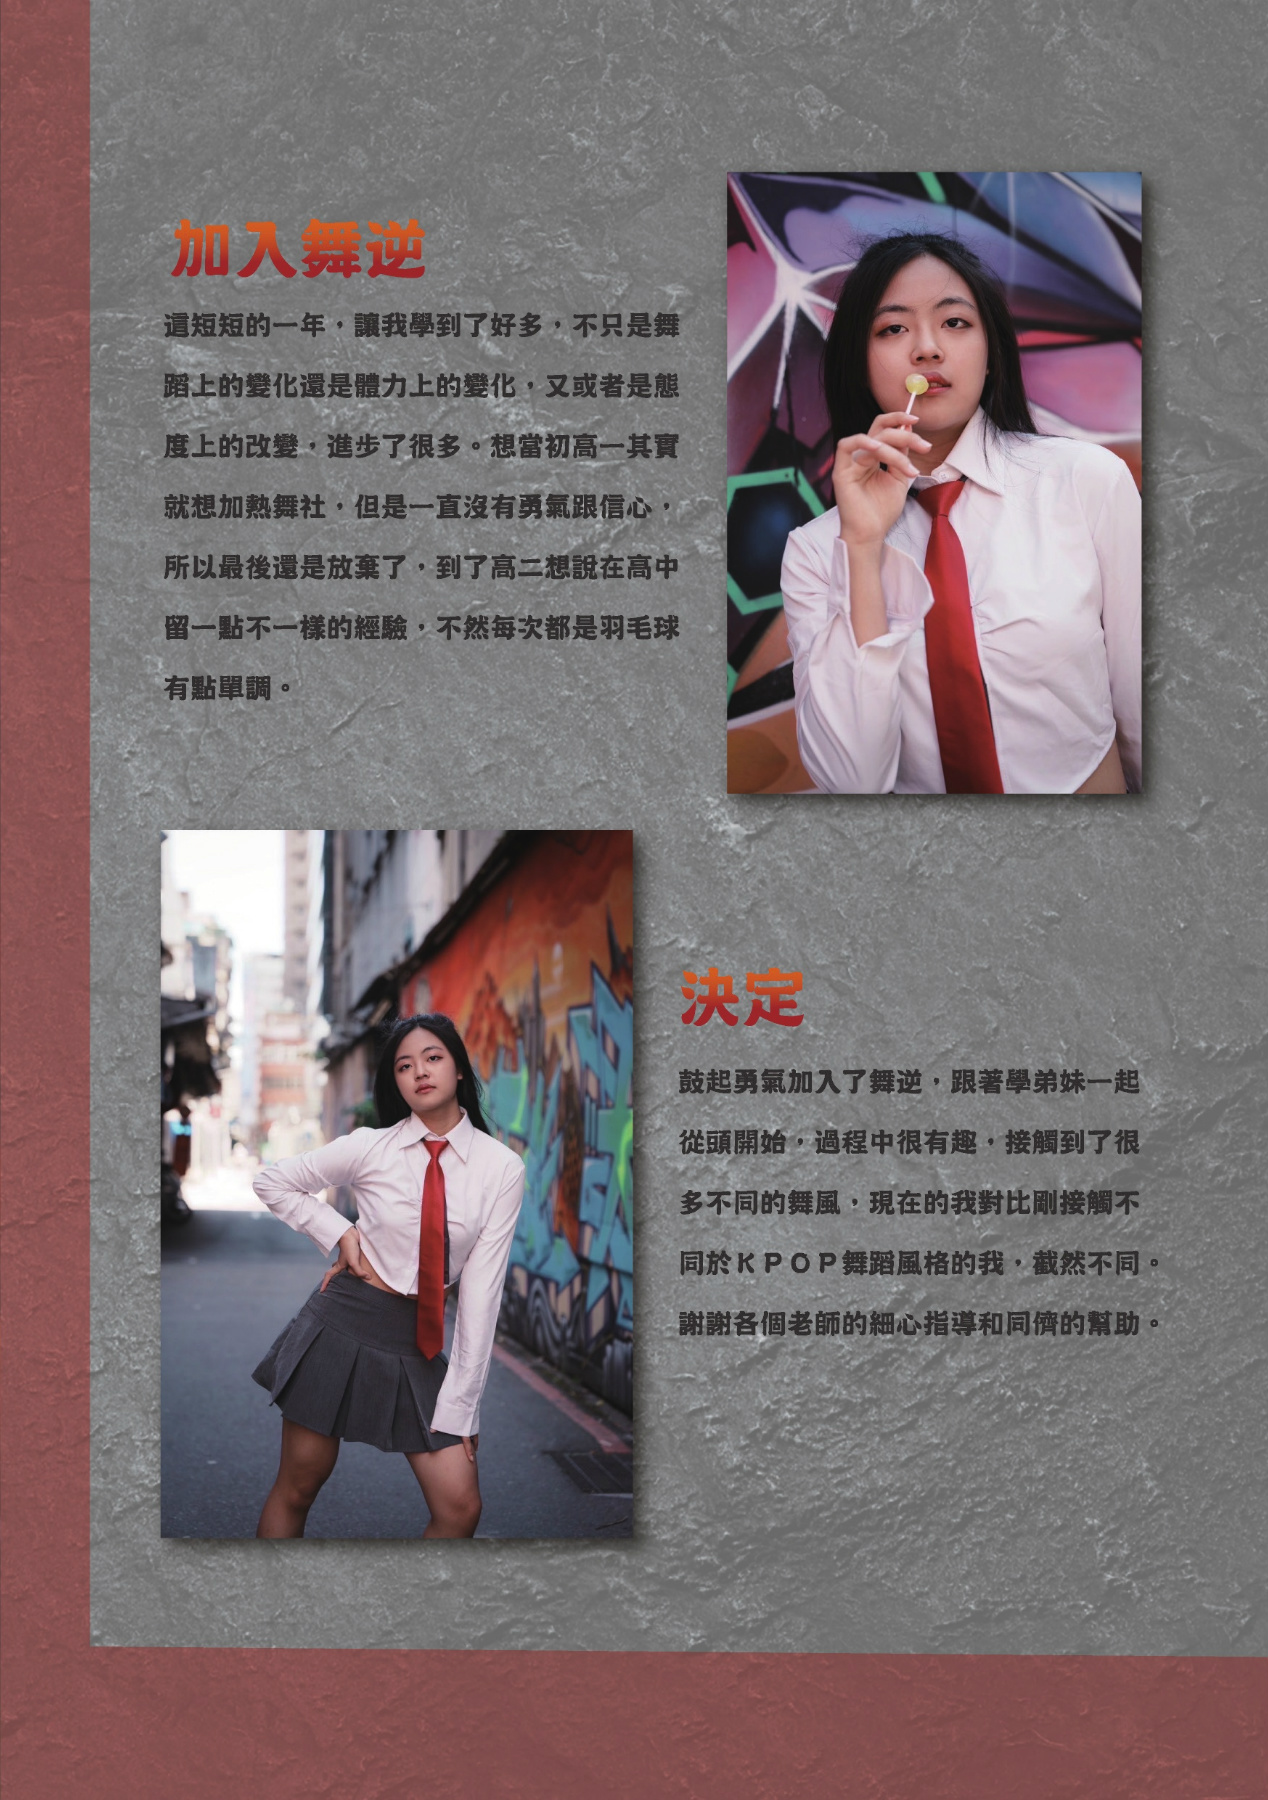 加入舞逆
這短短的一年，讓我學到了好多，不只是舞
蹈上的變化還是體力上的變化，又或者是態
度上的改變，進步了很多。想當初高一其實
就想加熱舞社，但是一直沒有勇氣跟信心，
所以最後還是放棄了，到了高二想說在高中
留一點不一樣的經驗，不然每次都是羽毛球
有點單調。
決定
鼓起勇氣加入了舞逆，跟著學弟妹一起
從頭開始，過程中很有趣，接觸到了很
多不同的舞風，現在的我對比剛接觸不
同於ＫＰＯＰ舞蹈風格的我，截然不同。
謝謝各個老師的細心指導和同儕的幫助。